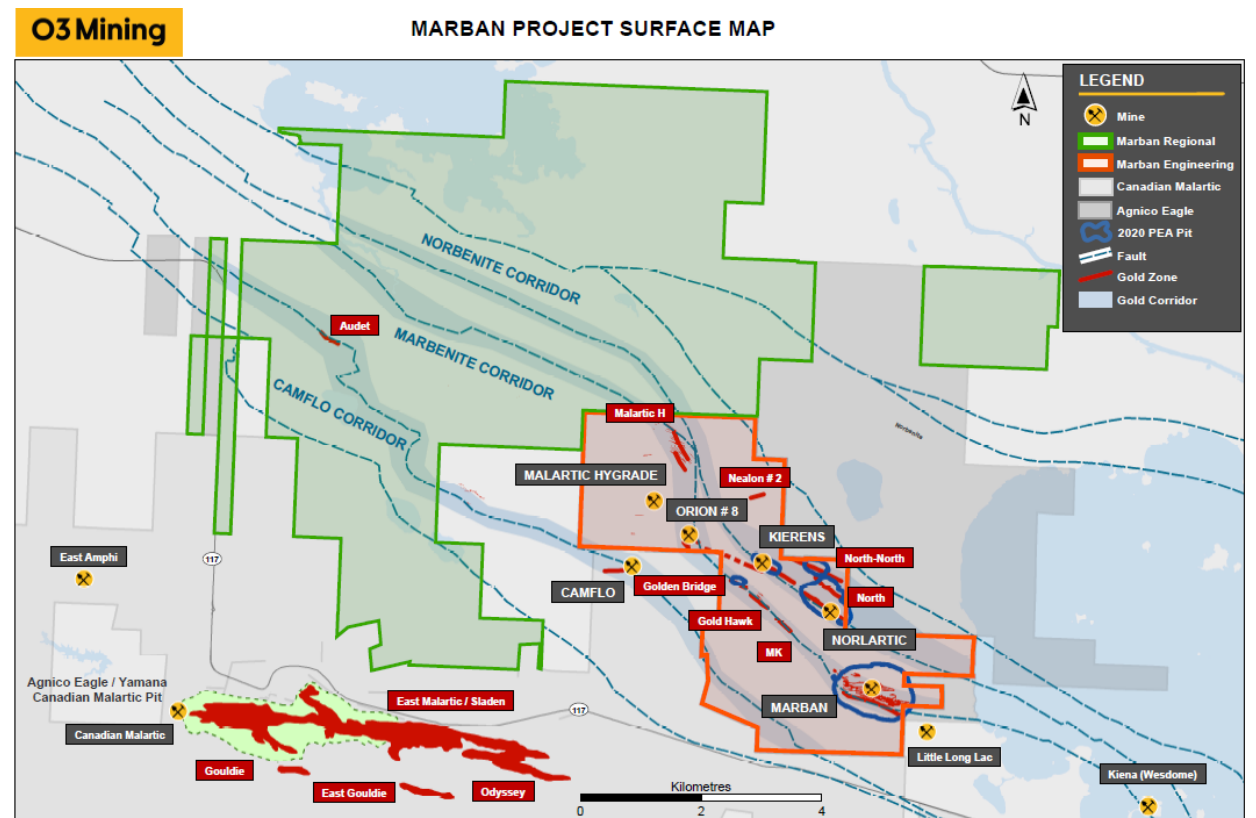 O3 Mining
MARBAN PROJECT SURFACE MAP
LEGEND
Mine
Marban Regional
Marban Engineering
Canadian Malartic
Agnico Eagle
2020 PEA Pit
Fault
Gold Zone
Gold Corridor
N
NORBENITE CORRIDOR
Audet
MARBENITE CORRIDOR
CAMFLO CORRIDOR
Malartic H
MALARTIC HYGRADE
Nealon # 2
ORION # 8
KIERENS
East Amphi
117
North-North
CAMFLO
Golden Bridge
North
Gold Hawk
NORLARTIC
MK
Agnico Eagle / Yamana
Canadian Malartic Pit
East Malartic / Sladen
MARBAN
117
Canadian Malartic
Little Long Lac
Gouldie
Kiena (Wesdome)
East Gouldie
Odyssey
Kilometres
0 2 4